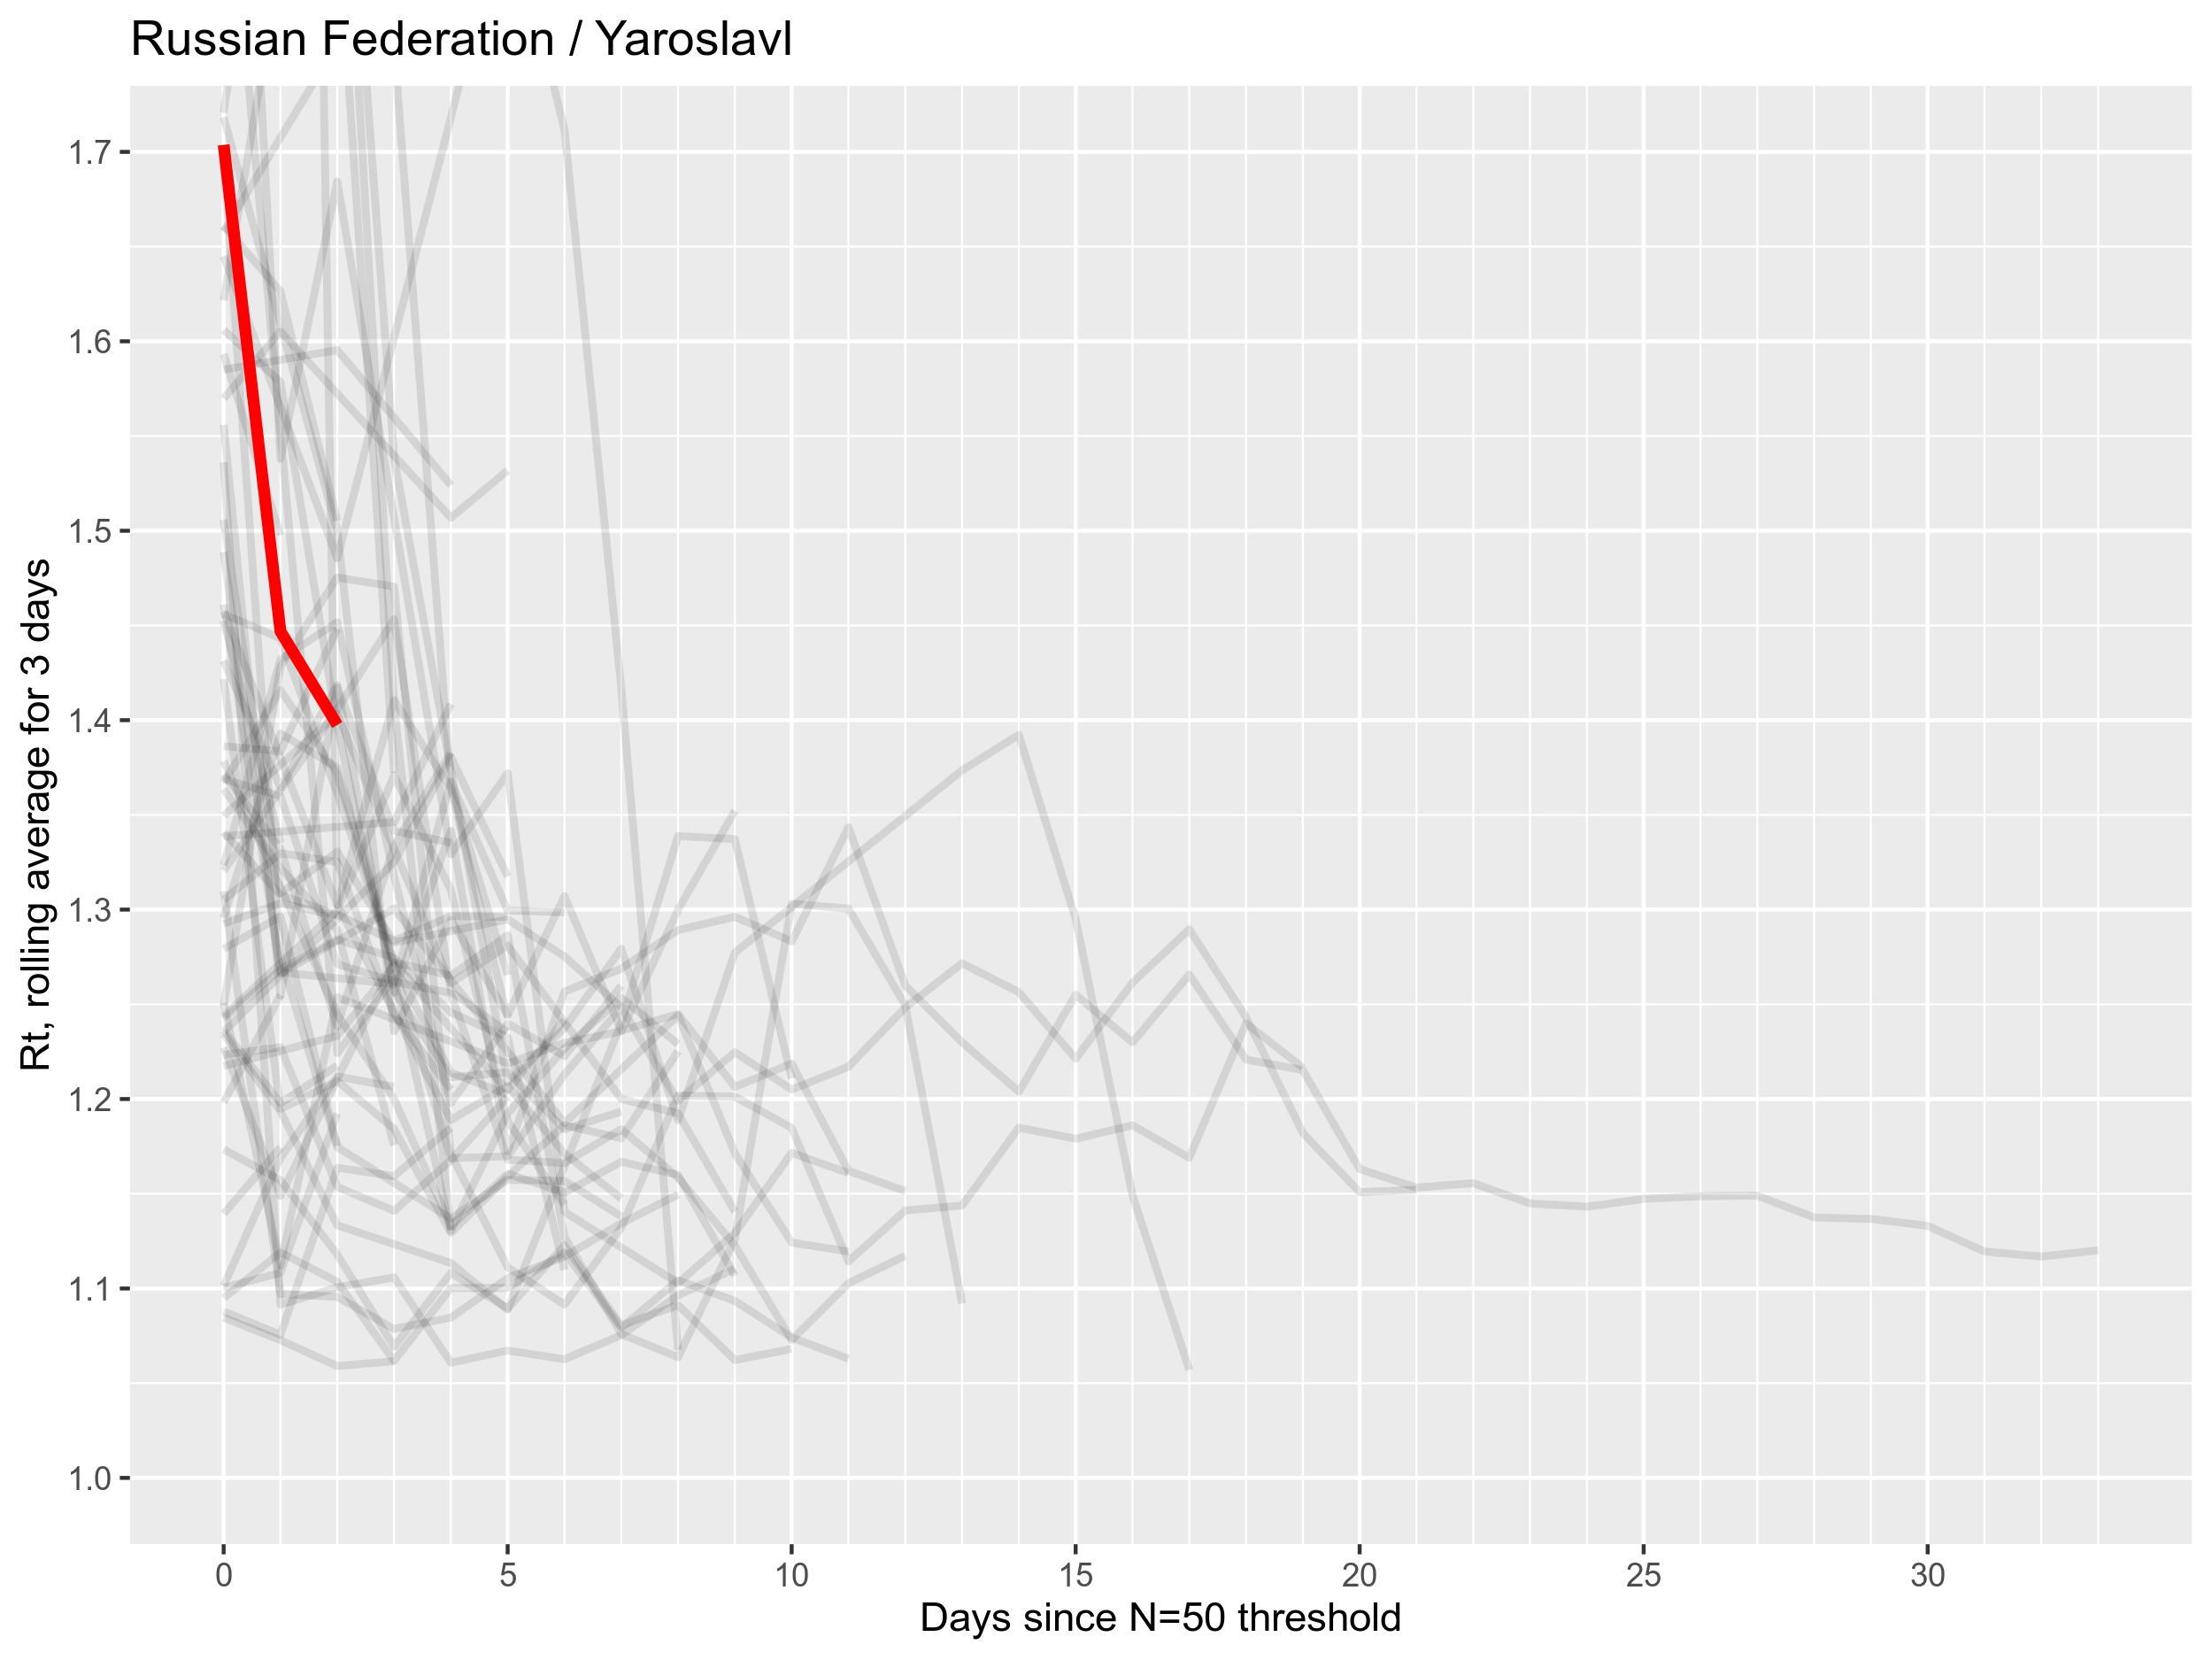 Russian Federation / Yaroslavl
Rt, rolling average for 3 days
1.7
1.6
1.5
1.4
1.3
1.2
1.1
1.0
0 5 10 15 20 25 30
Days since N=50 threshold